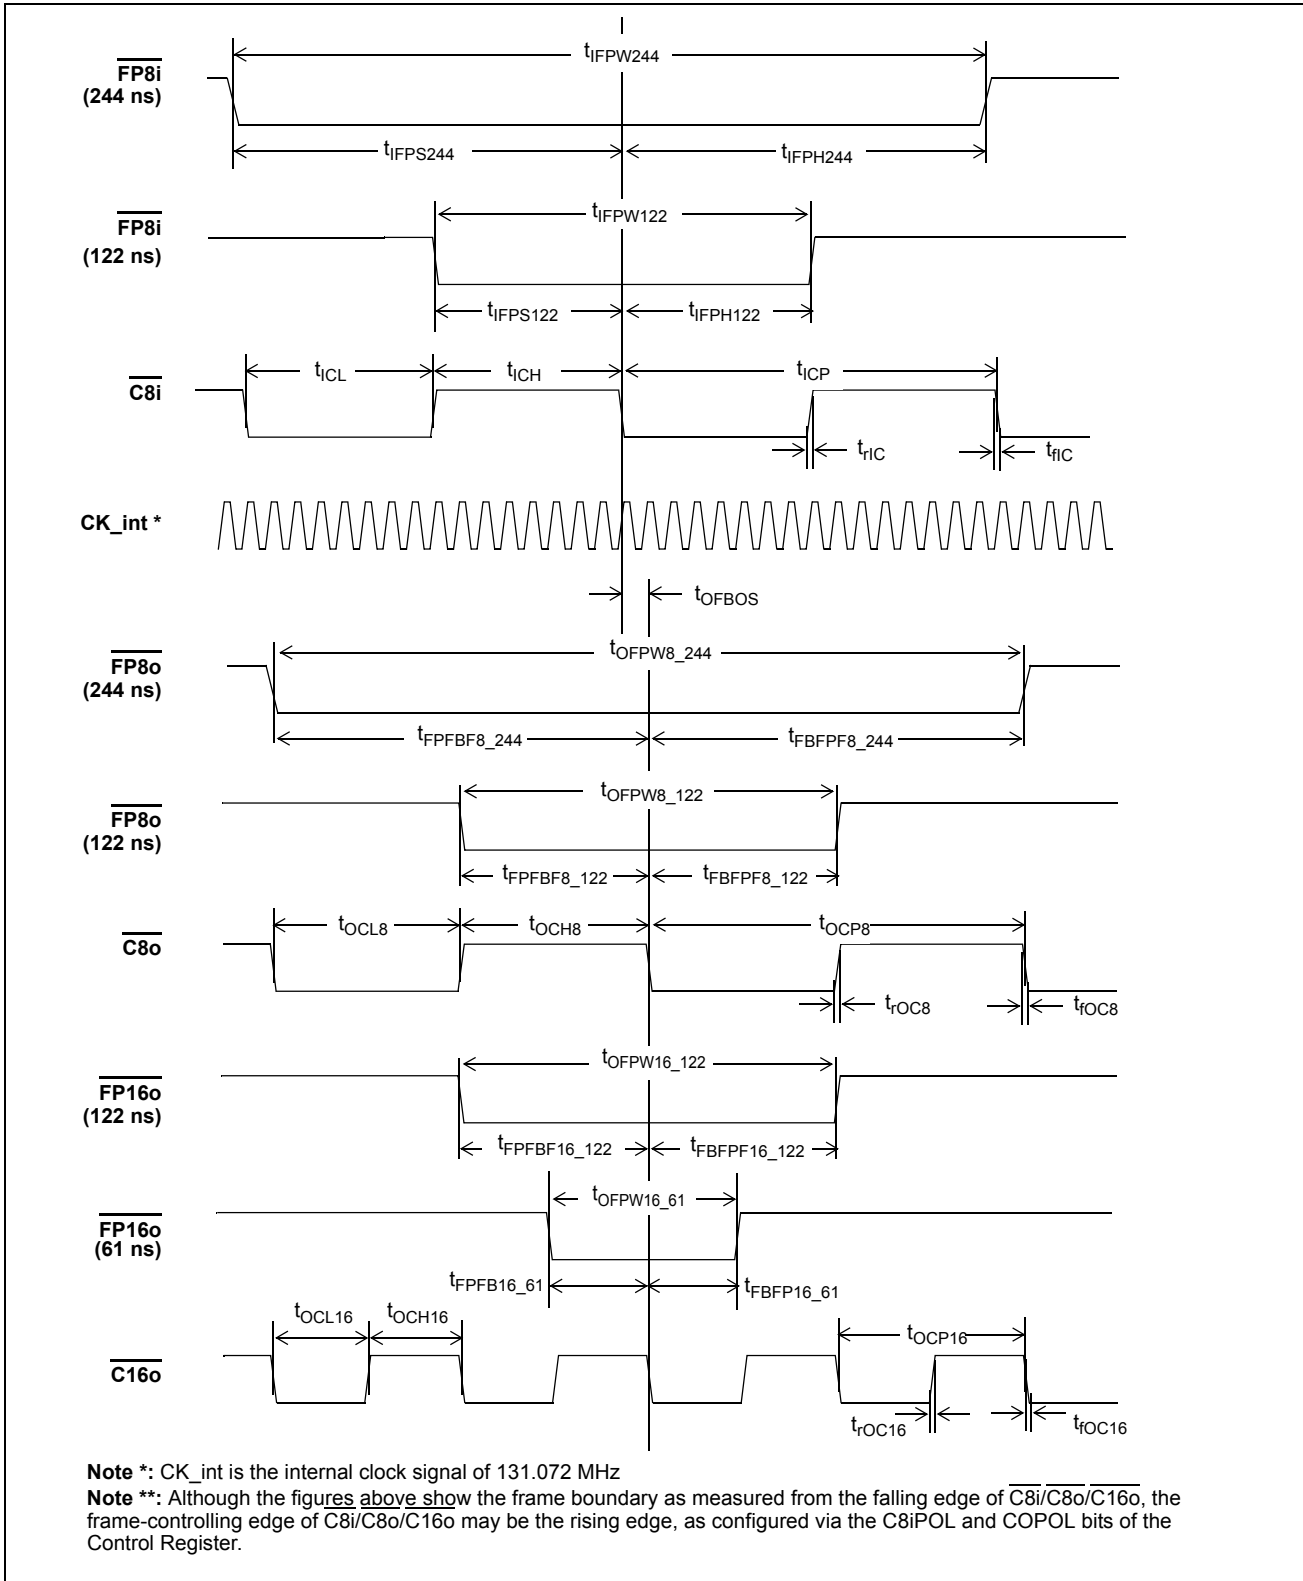 tIFPW244
FP8i
(244 ns)
tIFPS244
tIFPH244
FP8i
(122 ns)
tIFPW122
tIFPS122
tIFPH122
C8i
tICL
tICH
tICP
trIC
tfIC
CK_int *
tOFBOS
FP8o
(244 ns)
tOFPW8_244
tFPFBF8_244
tFBFPF8_244
FP8o
(122 ns)
tOFPW8_122
tFPFBF8_122
tFBFPF8_122
C8o
tOCL8
tOCH8
tOCP8
trOC8
tfOC8
FP16o
(122 ns)
tOFPW16_122
tFPFBF16_122
tFBFPF16_122
FP16o
(61 ns)
tOFPW16_61
tFPFB16_61
tFBFP16_61
C16o
tOCL16
tOCH16
tOCP16
trOC16
tfOC16
Note *: CK_int is the internal clock signal of 131.072 MHz
Note **: Although the figures above show the frame boundary as measured from the falling edge of C8i/C8o/C16o, the
frame-controlling edge of C8i/C8o/C16o may be the rising edge, as configured via the C8iPOL and COPOL bits of the
Control Register.